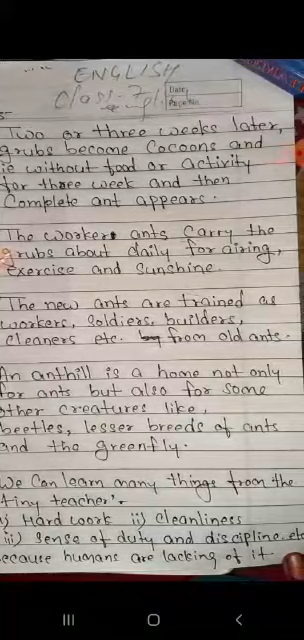 ENGLISH
Class-7
Date
Page No.
Two or three weeks later,
grubs become Cocoons and
ie without food or activity
for three week and then
Complete ant appears.
The workers ants carry the
grubs about daily for airing,
exercise and sunshine.
The new ants are trained as
workers, soldiers, builders,
cleaners etc. from old ants.
An anthill is a home not only
for ants but also for some
other creatures like,
beetles, lesser breeds of ants
and the greenfly.
We can learn many things from the
tiny teacher's
i) Hard work ii) cleanliness
iii) sense of duty and discipline. etc
ecause humans are lacking of it